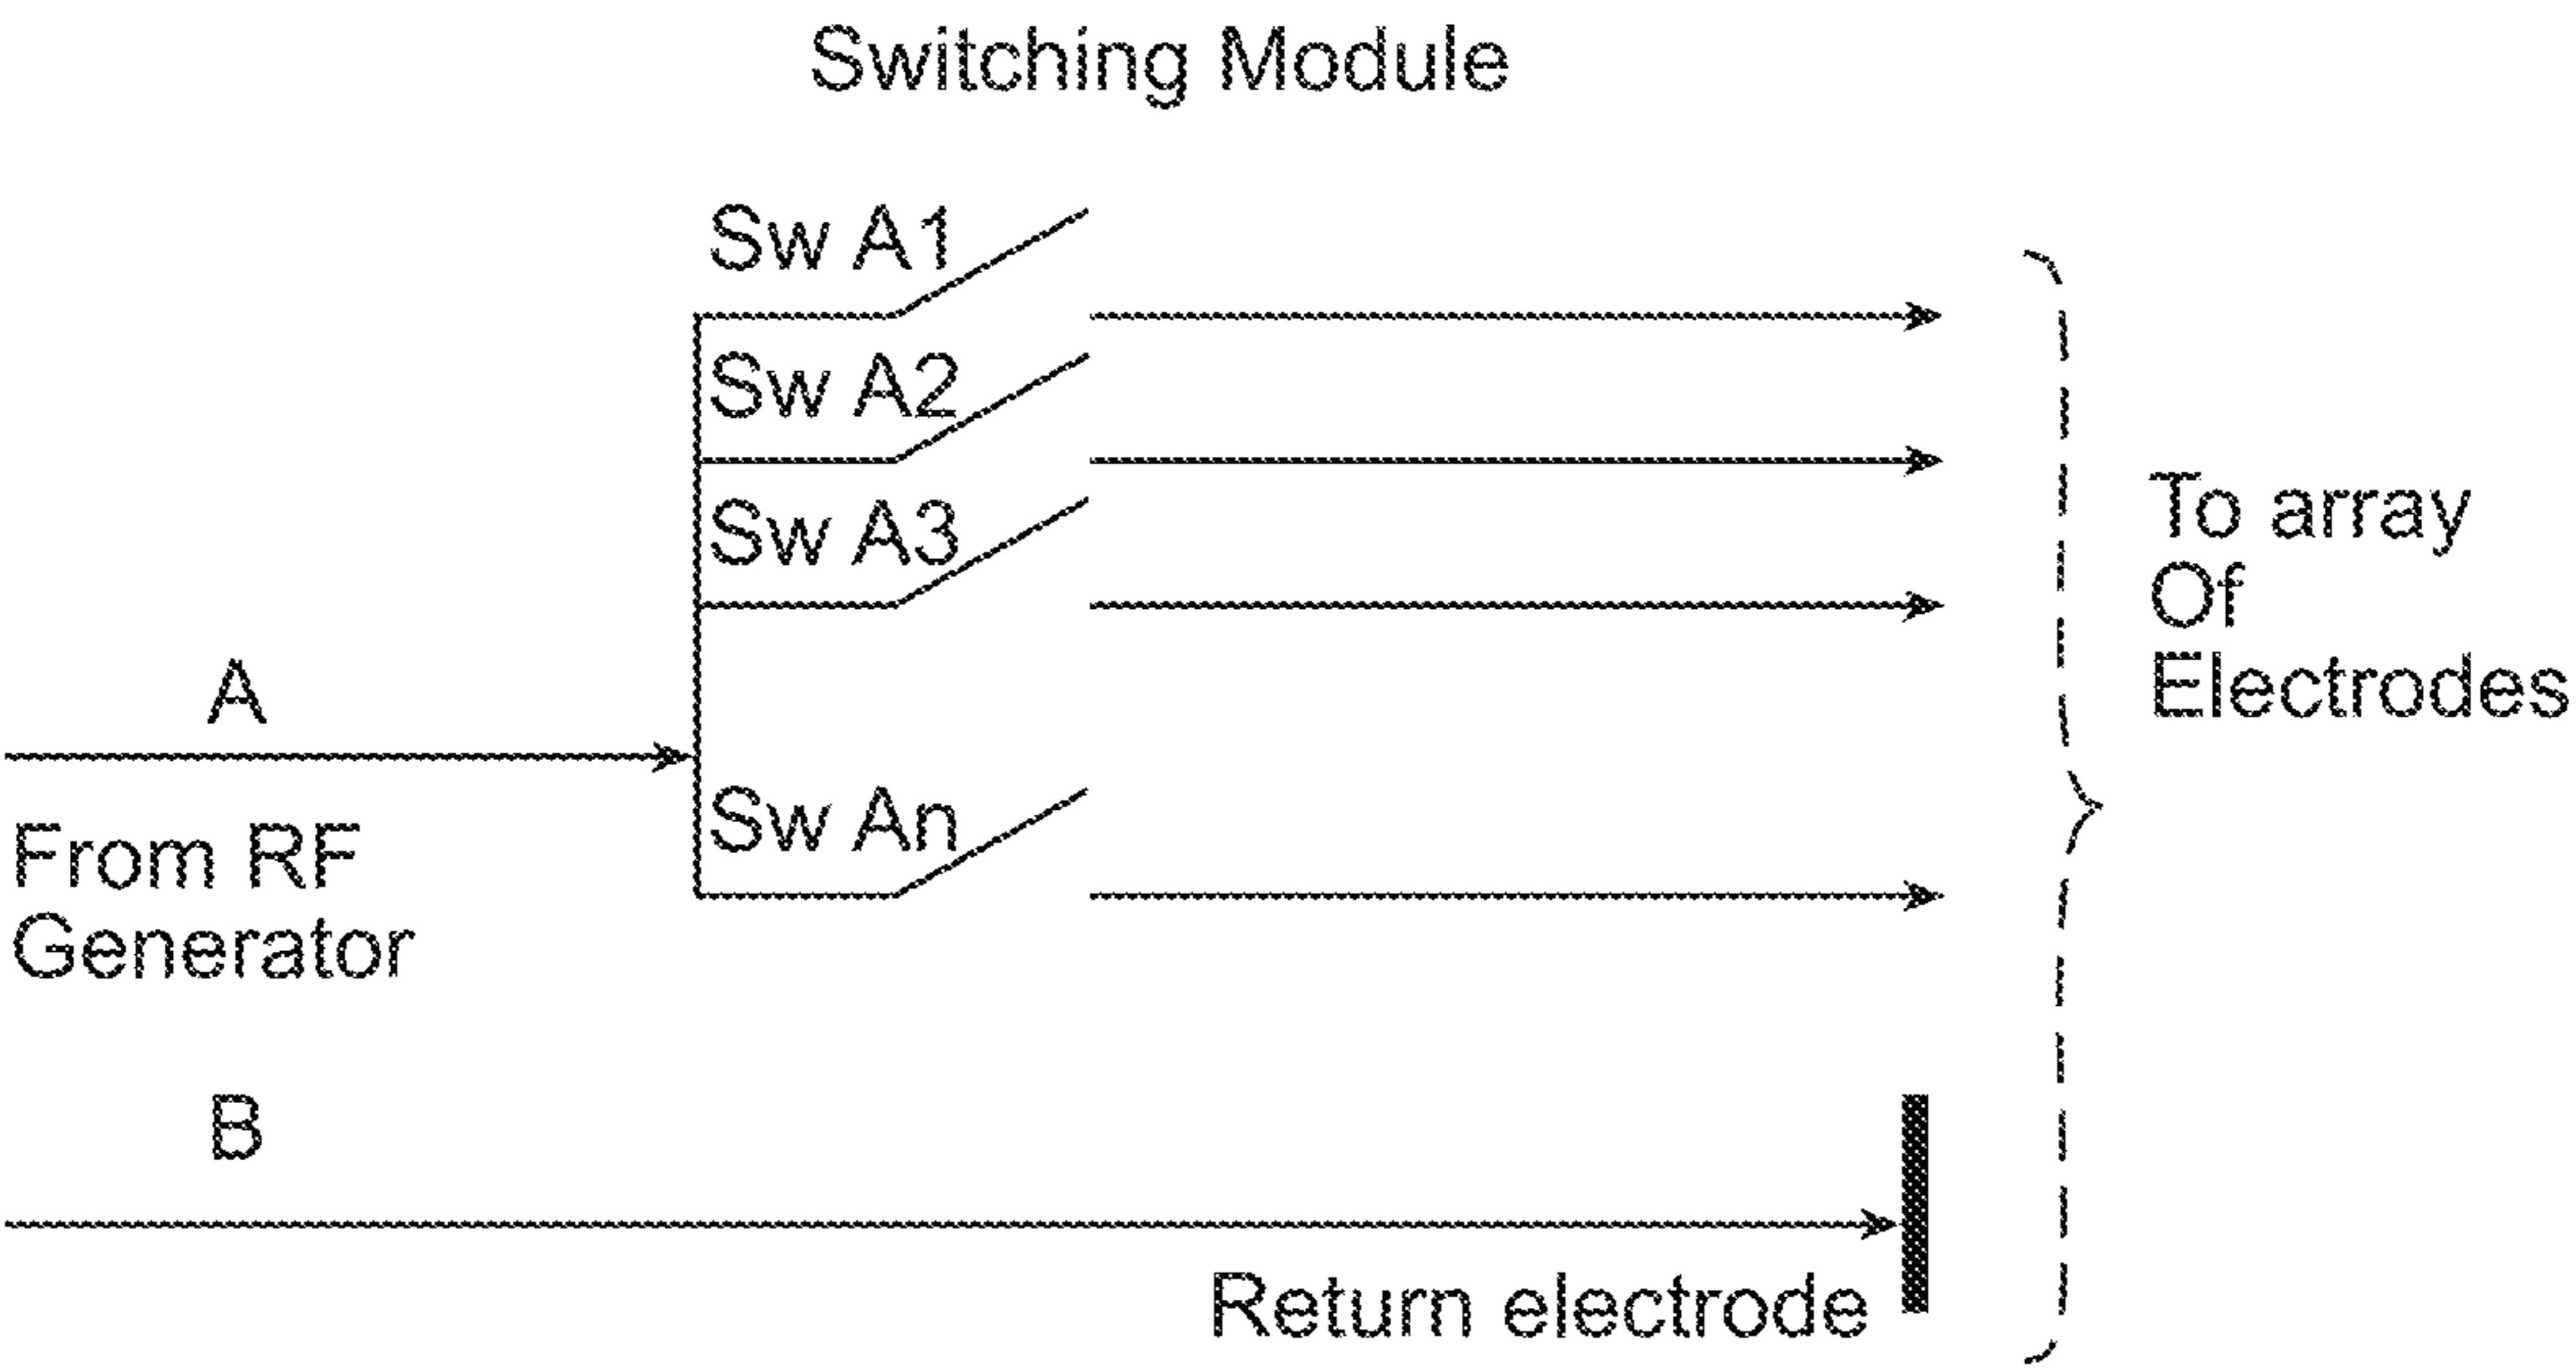 Switching Module
Sw A1
Sw A2
Sw A3
A
Sw An
From RF
Generator
To array
Of
Electrodes
B
Return electrode